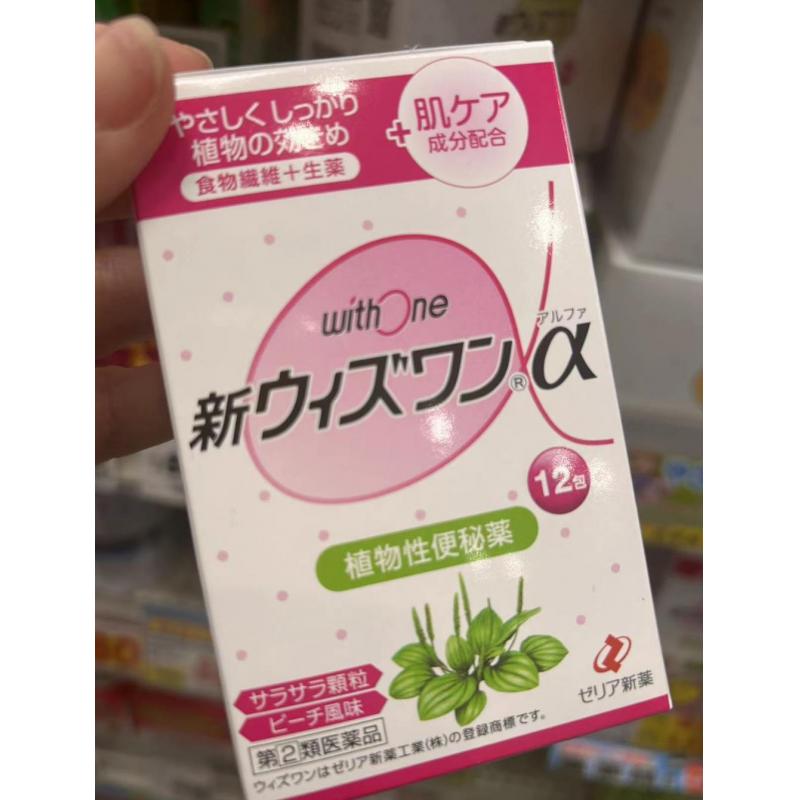 やさしくしっかり
植物の効きめ
食物繊維+生薬
+肌ケア
成分配合
withOne
アルファ
新ウィズワン®α
12包
植物性便秘薬
サラサラ顆粒
ピーチ風味
第②類医薬品
ゼリア新薬
ウィズワンはゼリア新薬工業(株)の登録商標です。